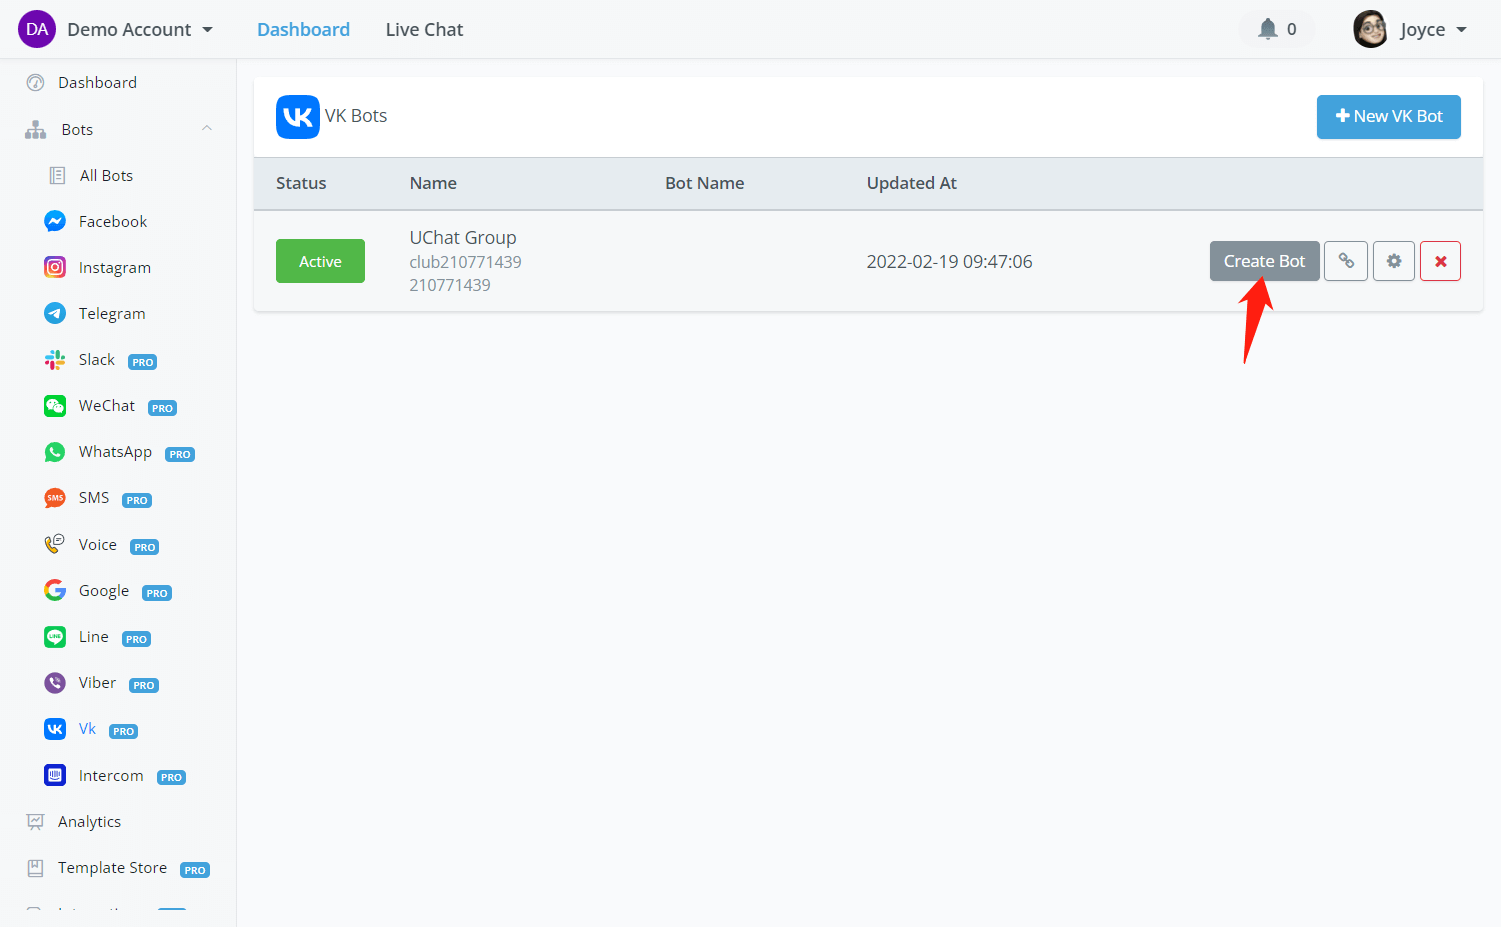 DA Demo Account Dashboard Live Chat 0 Joyce
Dashboard
Bots
All Bots
Facebook
Instagram
Telegram
Slack PRO
WeChat PRO
WhatsApp PRO
SMS SMS PRO
Voice PRO
Google PRO
LINE Line PRO
Viber PRO
Vk PRO
Intercom PRO
Analytics
Template Store PRO
VK Bots
New VK Bot
Status Name Bot Name Updated At
Active
UChat Group
club210771439
210771439
2022-02-19 09:47:06
Create Bot